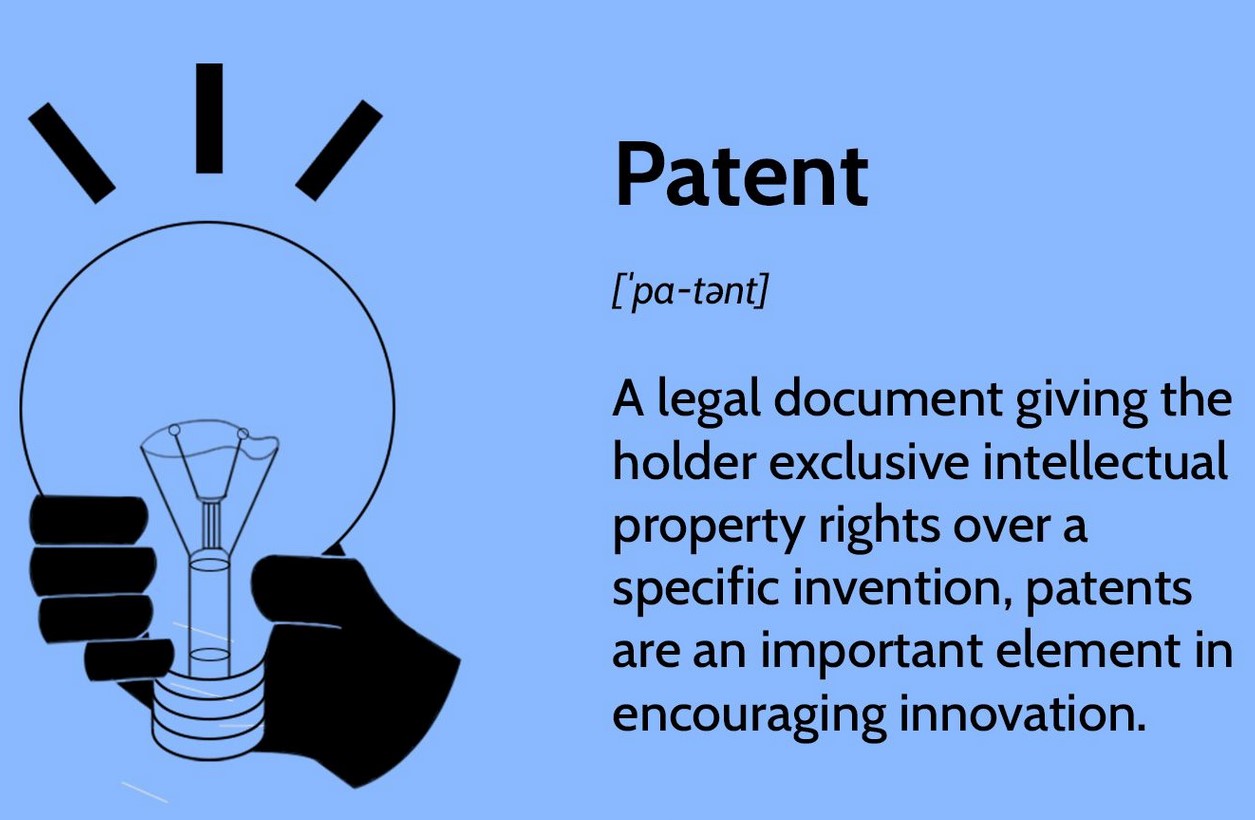 Patent
[ˈpa-tənt]
A legal document giving the
holder exclusive intellectual
property rights over a
specific invention, patents
are an important element in
encouraging innovation.